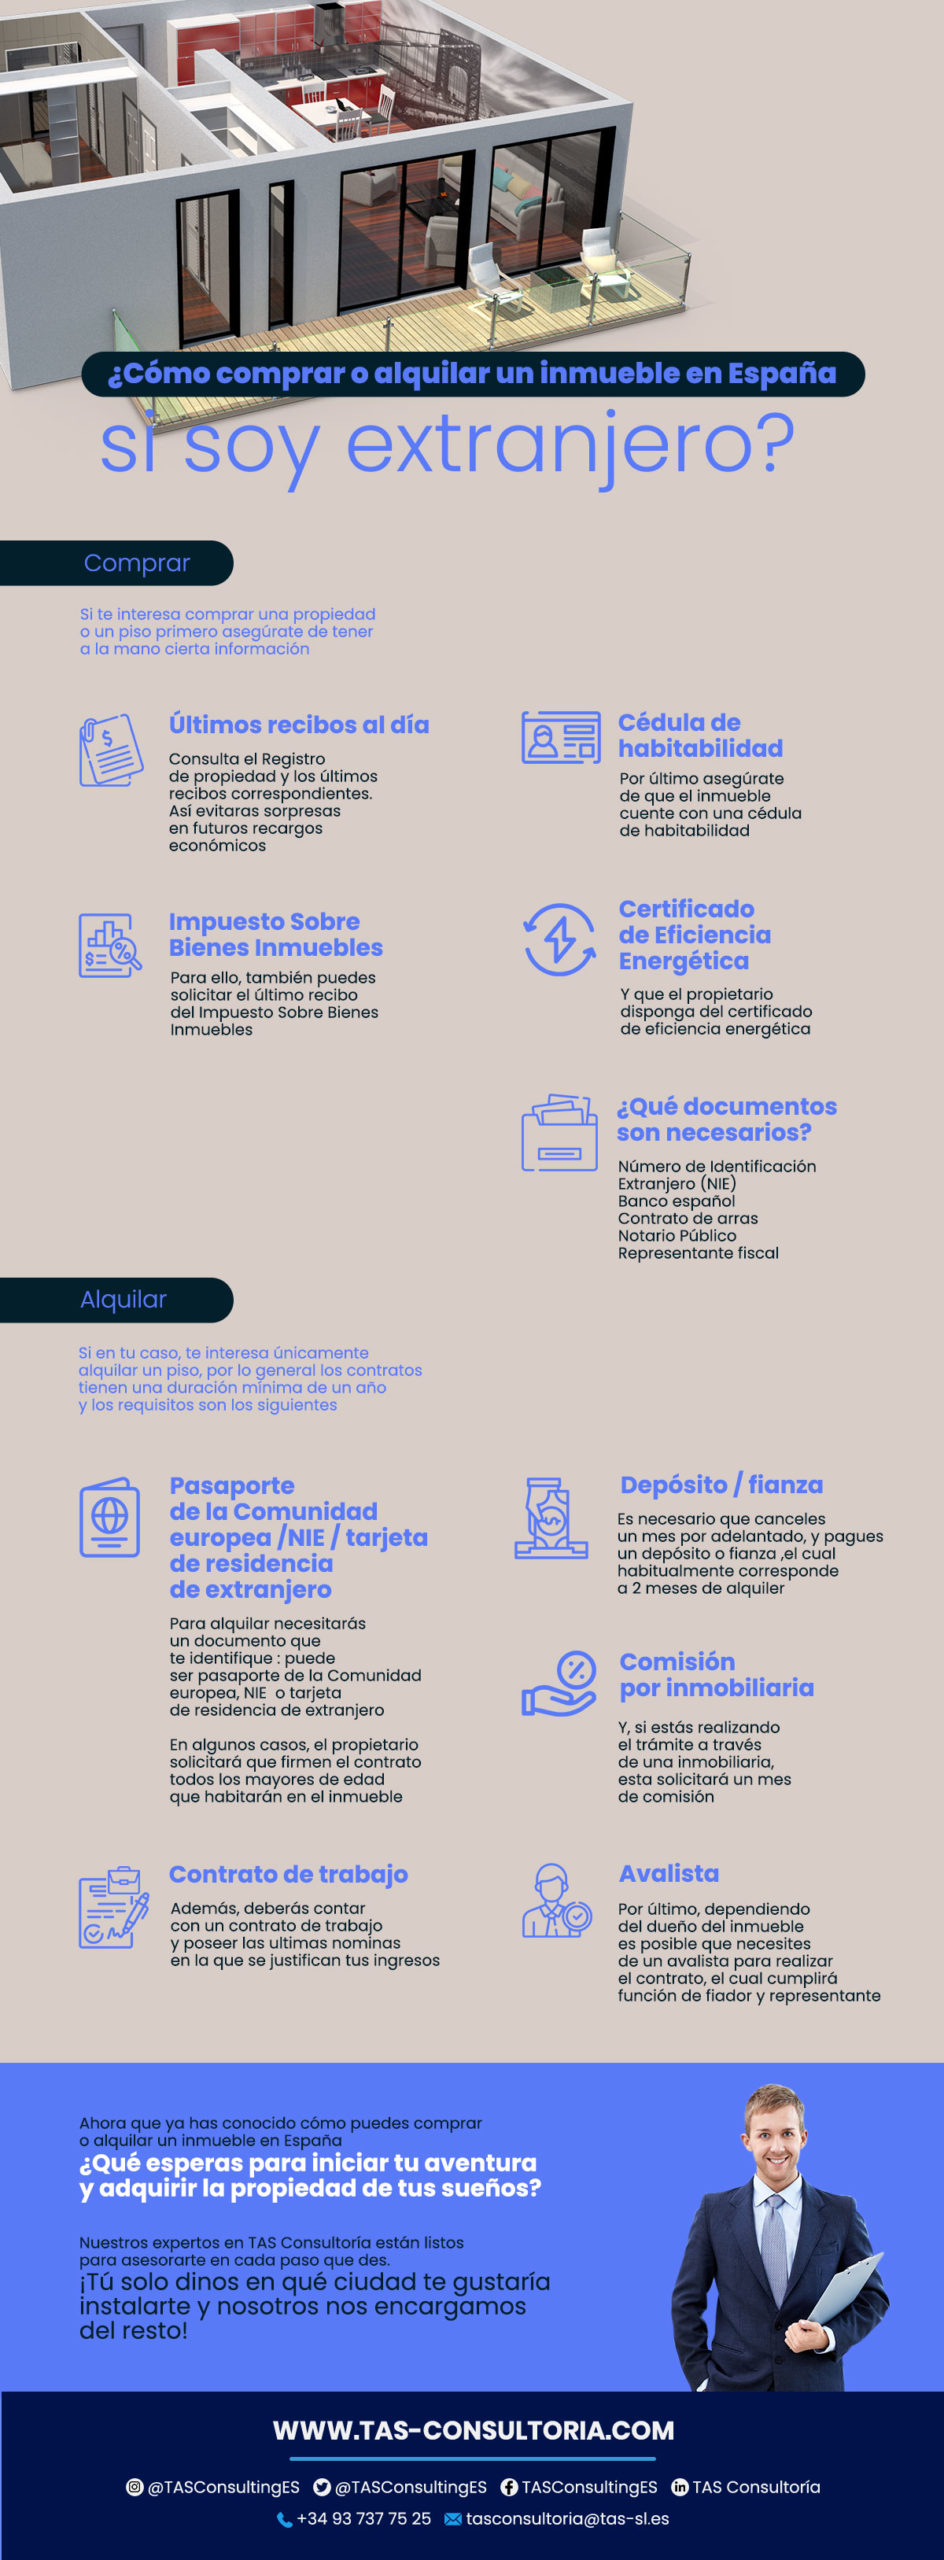 ¿Cómo comprar o alquilar un inmueble en España
si soy extranjero?
Comprar
Si te interesa comprar una propiedad
o un piso primero asegúrate de tener
a la mano cierta información
Últimos recibos al día
Consulta el Registro
de propiedad y los últimos
recibos correspondientes.
Así evitaras sorpresas
en futuros recargos
económicos
Impuesto Sobre
Bienes Inmuebles
Para ello, también puedes
solicitar el último recibo
del Impuesto Sobre Bienes
Inmuebles
Cédula de
habitabilidad
Por último asegúrate
de que el inmueble
cuente con una cédula
de habitabilidad
Certificado
de Eficiencia
Energética
Y que el propietario
disponga del certificado
de eficiencia energética
¿Qué documentos
son necesarios?
Número de Identificación
Extranjero (NIE)
Banco español
Contrato de arras
Notario Público
Representante fiscal
Alquilar
Si en tu caso, te interesa únicamente
alquilar un piso, por lo general los contratos
tienen una duración mínima de un año
y los requisitos son los siguientes
Pasaporte
de la Comunidad
europea /NIE / tarjeta
de residencia
de extranjero
Para alquilar necesitarás
un documento que
te identifique : puede
ser pasaporte de la Comunidad
europea, NIE o tarjeta
de residencia de extranjero
En algunos casos, el propietario
solicitará que firmen el contrato
todos los mayores de edad
que habitarán en el inmueble
Contrato de trabajo
Además, deberás contar
con un contrato de trabajo
y poseer las ultimas nominas
en la que se justifican tus ingresos
Depósito / fianza
Es necesario que canceles
un mes por adelantado, y pagues
un depósito o fianza ,el cual
habitualmente corresponde
a 2 meses de alquiler
Comisión
por inmobiliaria
Y, si estás realizando
el trámite a través
de una inmobiliaria,
esta solicitará un mes
de comisión
Avalista
Por último, dependiendo
del dueño del inmueble
es posible que necesites
de un avalista para realizar
el contrato, el cual cumplirá
función de fiador y representante
Ahora que ya has conocido cómo puedes comprar
o alquilar un inmueble en España
¿Qué esperas para iniciar tu aventura
y adquirir la propiedad de tus sueños?
Nuestros expertos en TAS Consultoría están listos
para asesorarte en cada paso que des.
¡Tú solo dinos en qué ciudad te gustaría
instalarte y nosotros nos encargamos
del resto!
WWW.TAS-CONSULTORIA.COM
@TASConsultingES @TASConsultingES TASConsultingES TAS Consultoría
+34 93 737 75 25 tasconsultoria@tas-sl.es